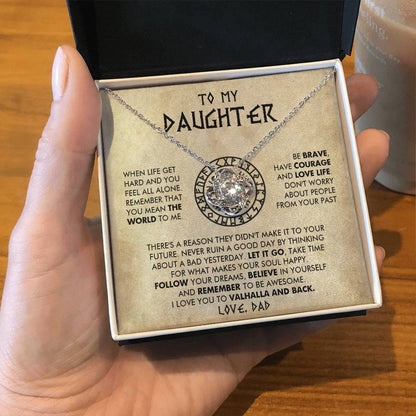 TO MY
DAUGHTER
WHEN LIFE GET
HARD AND YOU
FEEL ALL ALONE.
REMEMBER THAT
YOU MEAN THE
WORLD TO ME
BE BRAVE,
HAVE COURAGE
AND LOVE LIFE.
DON'T WORRY
ABOUT PEOPLE
FROM YOUR PAST
THERE'S A REASON THEY DIDN'T MAKE IT TO YOUR
FUTURE. NEVER RUIN A GOOD DAY BY THINKING
ABOUT A BAD YESTERDAY. LET IT GO, TAKE TIME
FOR WHAT MAKES YOUR SOUL HAPPY.
FOLLOW YOUR DREAMS, BELIEVE IN YOURSELF
AND REMEMBER TO BE AWESOME.
I LOVE YOU TO VALHALLA AND BACK.
LOVE, DAD